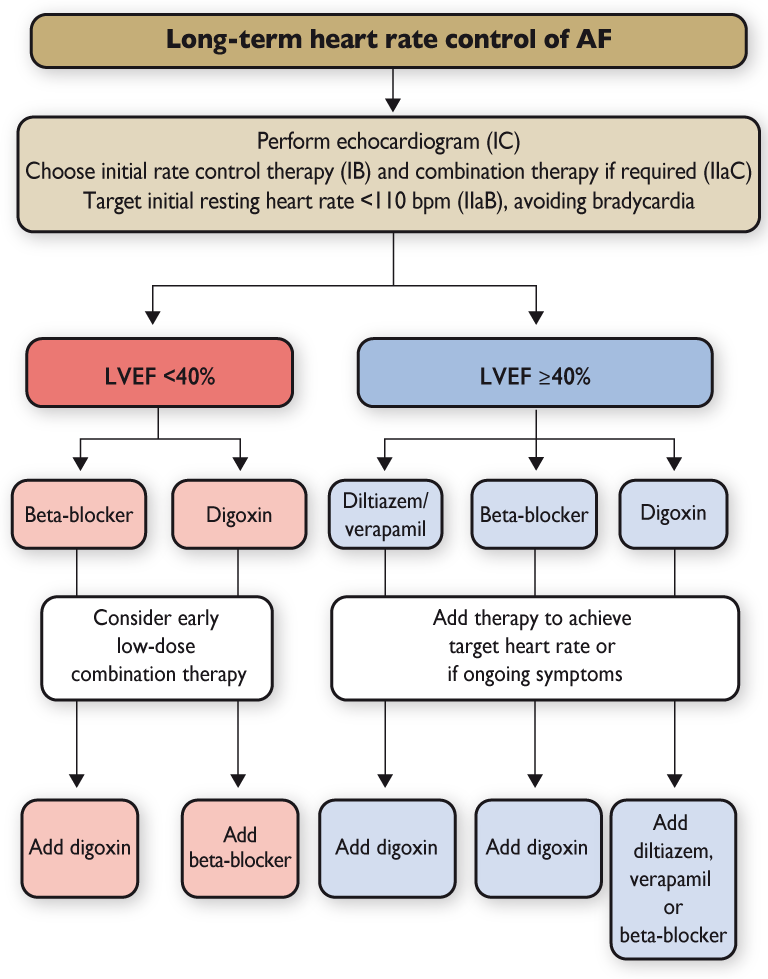 Long-term heart rate control of AF
Perform echocardiogram (IC)
Choose initial rate control therapy (IB) and combination therapy if required (IIaC)
Target initial resting heart rate <110 bpm (IIaB), avoiding bradycardia
LVEF <40%
LVEF ≥40%
Beta-blocker
Digoxin
Diltiazem/
verapamil
Beta-blocker
Digoxin
Consider early
low-dose
combination therapy
Add therapy to achieve
target heart rate or
if ongoing symptoms
Add digoxin
Add
beta-blocker
Add digoxin
Add digoxin
Add
diltiazem,
verapamil
or
beta-blocker